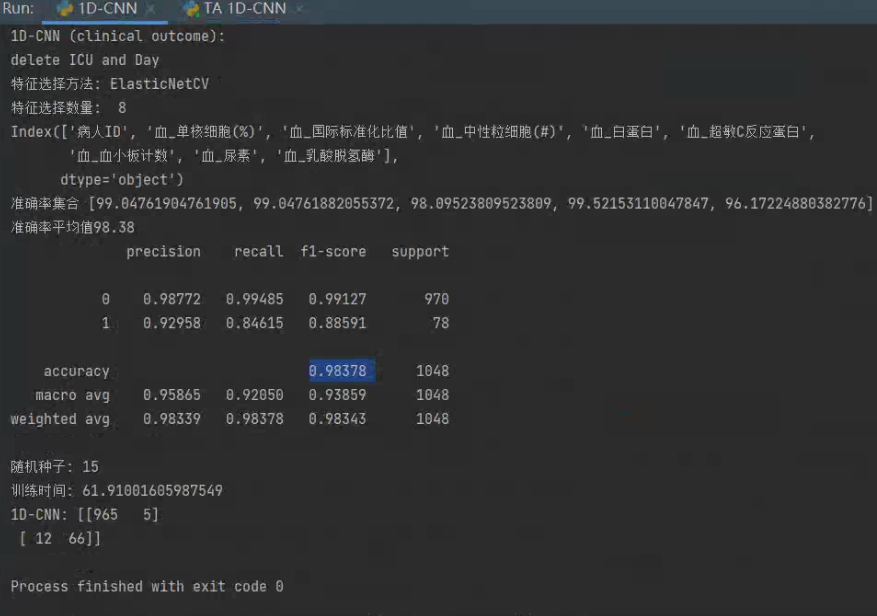 Run: 1D-CNN × TA 1D-CNN ×
1D-CNN (clinical outcome):
delete ICU and Day
特征选择方法: ElasticNetCV
特征选择数量: 8
Index(['病人ID', '血_单核细胞(%)', '血_国际标准化比值', '血_中性粒细胞(#)', '血_白蛋白', '血_超敏C反应蛋白',
'血_血小板计数', '血_尿素', '血_乳酸脱氢酶'],
dtype='object')
准确率集合 [99.04761904761905, 99.04761882055372, 98.09523809523809, 99.52153110047847, 96.17224880382776]
准确率平均值98.38
precision recall f1-score support
0 0.98772 0.99485 0.99127 970
1 0.92958 0.84615 0.88591 78
accuracy 0.98378 1048
macro avg 0.95865 0.92050 0.93859 1048
weighted avg 0.98339 0.98378 0.98343 1048
随机种子: 15
训练时间: 61.91001605987549
1D-CNN: [[965 5]
[ 12 66]]
Process finished with exit code 0